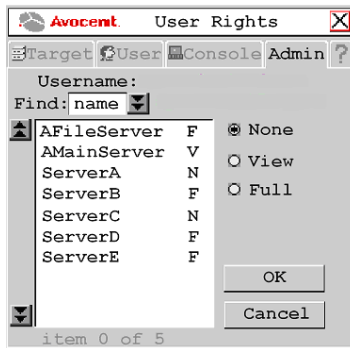 Avocent. User Rights X
Target User Console Admin ?
Username:
Find: name
AFileServer F
AMainServer V
ServerA N
ServerB F
ServerC N
ServerD F
ServerE F
None
View
Full
OK
Cancel
item 0 of 5